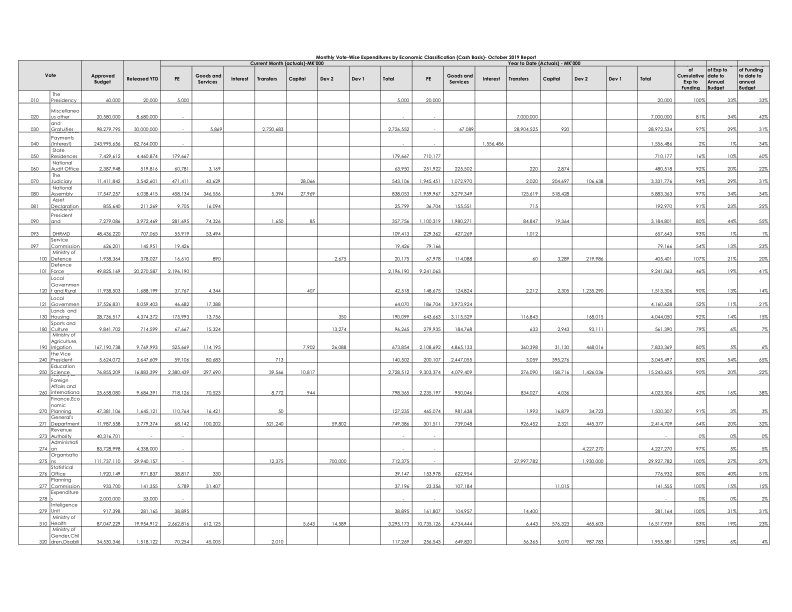 Monthly Vote-Wise Expenditures by Economic Classification (Cash Basis)- October 2019 Report
Current Month (actuals)-MK'000 Year to Date (Actuals) - MK'000
Vote Approved Budget Released YTD PE Goods and Services Interest Transfers Capital Dev 2 Dev 1 Total PE Goods and Services Interest Transfers Capital Dev 2 Dev 1 Total of Cumulative Exp to Funding of Exp to date to Annual Budget of Funding to date to annual Budget
010 The Presidency 60,000 20,000 5,000 5,000 20,000 20,000 100% 33% 33%
020 Miscellaneous other 20,580,000 8,680,000 - - - 7,000,000 7,000,000 81% 34% 42%
030 and Gratuities 98,279,795 30,000,000 - 5,869 2,720,683 2,726,552 - 67,089 28,904,525 920 28,972,534 97% 29% 31%
040 Payments (Interest) 243,995,656 82,764,000 - - - 1,556,486 1,556,486 2% 1% 34%
050 State Residences 7,429,612 4,460,874 179,667 179,667 710,177 710,177 16% 10% 60%
060 National Audit Office 2,387,948 519,816 60,781 3,169 63,950 251,922 225,502 220 2,874 480,518 92% 20% 22%
070 The Judiciary 11,411,842 3,542,601 471,411 43,629 28,066 543,106 1,945,451 1,072,970 2,020 204,697 106,638 3,331,776 94% 29% 31%
080 National Assembly 17,547,257 6,038,415 458,134 346,556 5,394 27,969 838,053 1,959,967 3,279,349 125,619 518,428 5,883,363 97% 34% 34%
081 Asset Declaration 855,640 211,269 9,705 16,094 25,799 36,704 155,551 715 192,970 91% 23% 25%
090 President and 7,279,086 3,972,469 281,695 74,326 1,650 85 357,756 1,100,319 1,980,271 84,847 19,364 3,184,801 80% 44% 55%
093 DHRMD 48,436,220 707,065 55,919 53,494 109,413 229,362 427,269 1,012 657,643 93% 1% 1%
097 Service Commission 626,201 145,951 19,426 19,426 79,166 79,166 54% 13% 23%
100 Ministry of Defence 1,938,364 378,027 16,610 890 2,675 20,175 67,978 114,088 60 3,289 219,986 405,401 107% 21% 20%
101 Defence Force 49,825,169 20,270,587 2,196,190 2,196,190 9,241,063 9,241,063 46% 19% 41%
120 Local Government and Rural 11,938,503 1,688,193 37,767 4,344 407 42,518 148,675 124,824 2,212 2,305 1,235,290 1,513,306 90% 13% 14%
121 Local Government 37,526,831 8,059,403 46,682 17,388 64,070 186,704 3,973,924 4,160,628 52% 11% 21%
130 Lands and Housing 28,736,517 4,374,372 175,993 13,756 350 190,099 643,663 3,115,529 116,843 168,015 4,044,050 92% 14% 15%
180 Sports and Culture 9,841,702 714,599 67,667 15,324 13,274 96,265 279,935 184,768 633 2,943 93,111 561,390 79% 6% 7%
190 Ministry of Agriculture, Irrigation 167,190,738 9,769,993 525,669 114,195 7,902 26,088 673,854 2,108,692 4,865,133 360,398 31,130 468,016 7,833,369 80% 5% 6%
240 the Vice President 5,624,072 3,647,609 59,106 80,683 713 140,502 200,107 2,447,055 3,059 395,276 3,045,497 83% 54% 65%
250 Education Science 76,855,209 16,883,399 2,380,439 297,690 39,566 10,817 2,728,512 9,303,374 4,079,409 276,090 158,716 1,426,036 15,243,625 90% 20% 22%
260 Foreign Affairs and Internationa 25,658,080 9,684,391 718,126 70,523 8,772 944 798,365 2,235,197 950,046 834,027 4,036 4,023,308 42% 16% 38%
270 Finance,Economic Planning 47,381,106 1,645,121 110,764 16,421 50 127,235 465,074 981,638 1,993 16,879 34,723 1,500,307 91% 3% 3%
271 General's Department 11,987,558 3,779,374 68,142 100,202 521,240 59,802 749,386 301,511 739,048 926,452 2,321 445,377 2,414,709 64% 20% 32%
273 Revenue Authority 40,316,701 - - - - - 0% 0% 0%
274 Administration 83,728,998 4,338,000 - - - 4,227,270 4,227,270 97% 5% 5%
275 Organisations 111,737,110 29,940,157 - 12,375 700,000 712,375 - 27,997,782 1,930,000 29,927,782 100% 27% 27%
276 Statistical Office 1,920,149 971,837 38,817 330 39,147 153,978 622,954 776,932 80% 40% 51%
277 Planning Commission 933,700 141,355 5,789 31,407 37,196 23,356 107,184 11,015 141,555 100% 15% 15%
278 Expenditures 2,000,000 33,000 - - - - 0% 0% 2%
279 Inteligence Unit 917,398 281,165 38,895 38,895 161,807 104,957 14,400 281,164 100% 31% 31%
310 Ministry of Health 87,047,229 19,954,912 2,662,816 612,125 5,643 14,589 3,295,173 10,735,126 4,734,444 6,443 576,323 465,603 16,517,939 83% 19% 23%
320 Ministry of Gender,Children,Disabili 34,530,346 1,518,122 70,254 45,005 2,010 117,269 256,543 649,820 56,365 5,070 987,783 1,955,581 129% 6% 4%